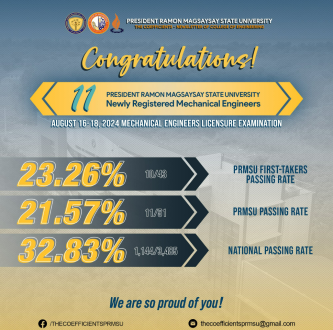 PRESIDENT RAMON MAGSAYSAY STATE UNIVERSITY
Congratulations!
11
PRESIDENT RAMON MAGSAYSAY STATE UNIVERSITY
Newly Registered Mechanical Engineers
AUGUST 16-18, 2024 MECHANICAL ENGINEERS LICENSURE EXAMINATION
23.26%
10/43
PRMSU FIRST-TAKERS
PASSING RATE
21.57%
11/51
PRMSU PASSING RATE
32.83%
NATIONAL PASSING RATE
We are so proud of you!
/THECOEFFICIENTSPRMSU
thecoefficientsprmsu@gmail.com